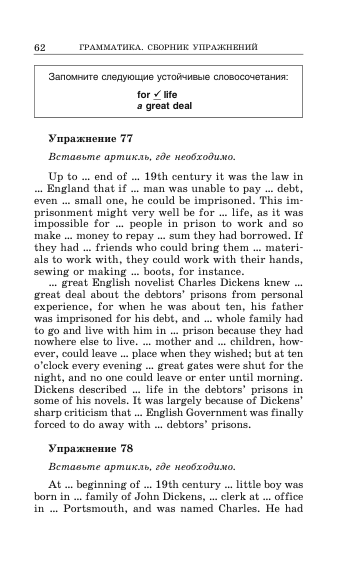 62
ГРАММАТИКА. СБОРНИК УПРАЖНЕНИЙ
Запомните следующие устойчивые словосочетания:
for ✓ life
a great deal
Упражнение 77
Вставьте артикль, где необходимо.
Up to ... end of ... 19th century it was the law in
... England that if ... man was unable to pay ... debt,
even ... small one, he could be imprisoned. This im-
prisonment might very well be for ... life, as it was
impossible for ... people in prison to work and so
make ... money to repay ... sum they had borrowed. If
they had ... friends who could bring them ... materi-
als to work with, they could work with their hands,
sewing or making ... boots, for instance.
... great English novelist Charles Dickens knew ...
great deal about the debtors' prisons from personal
experience, for when he was about ten, his father
was imprisoned for his debt, and ... whole family had
to go and live with him in ... prison because they had
nowhere else to live. ... mother and ... children, how-
ever, could leave ... place when they wished; but at ten
o'clock every evening ... great gates were shut for the
night, and no one could leave or enter until morning.
Dickens described ... life in the debtors' prisons in
some of his novels. It was largely because of Dickens'
sharp criticism that ... English Government was finally
forced to do away with ... debtors' prisons.
Упражнение 78
Вставьте артикль, где необходимо.
At ... beginning of ... 19th century ... little boy was
born in ... family of John Dickens, ... clerk at ... office
in ... Portsmouth, and was named Charles. He had